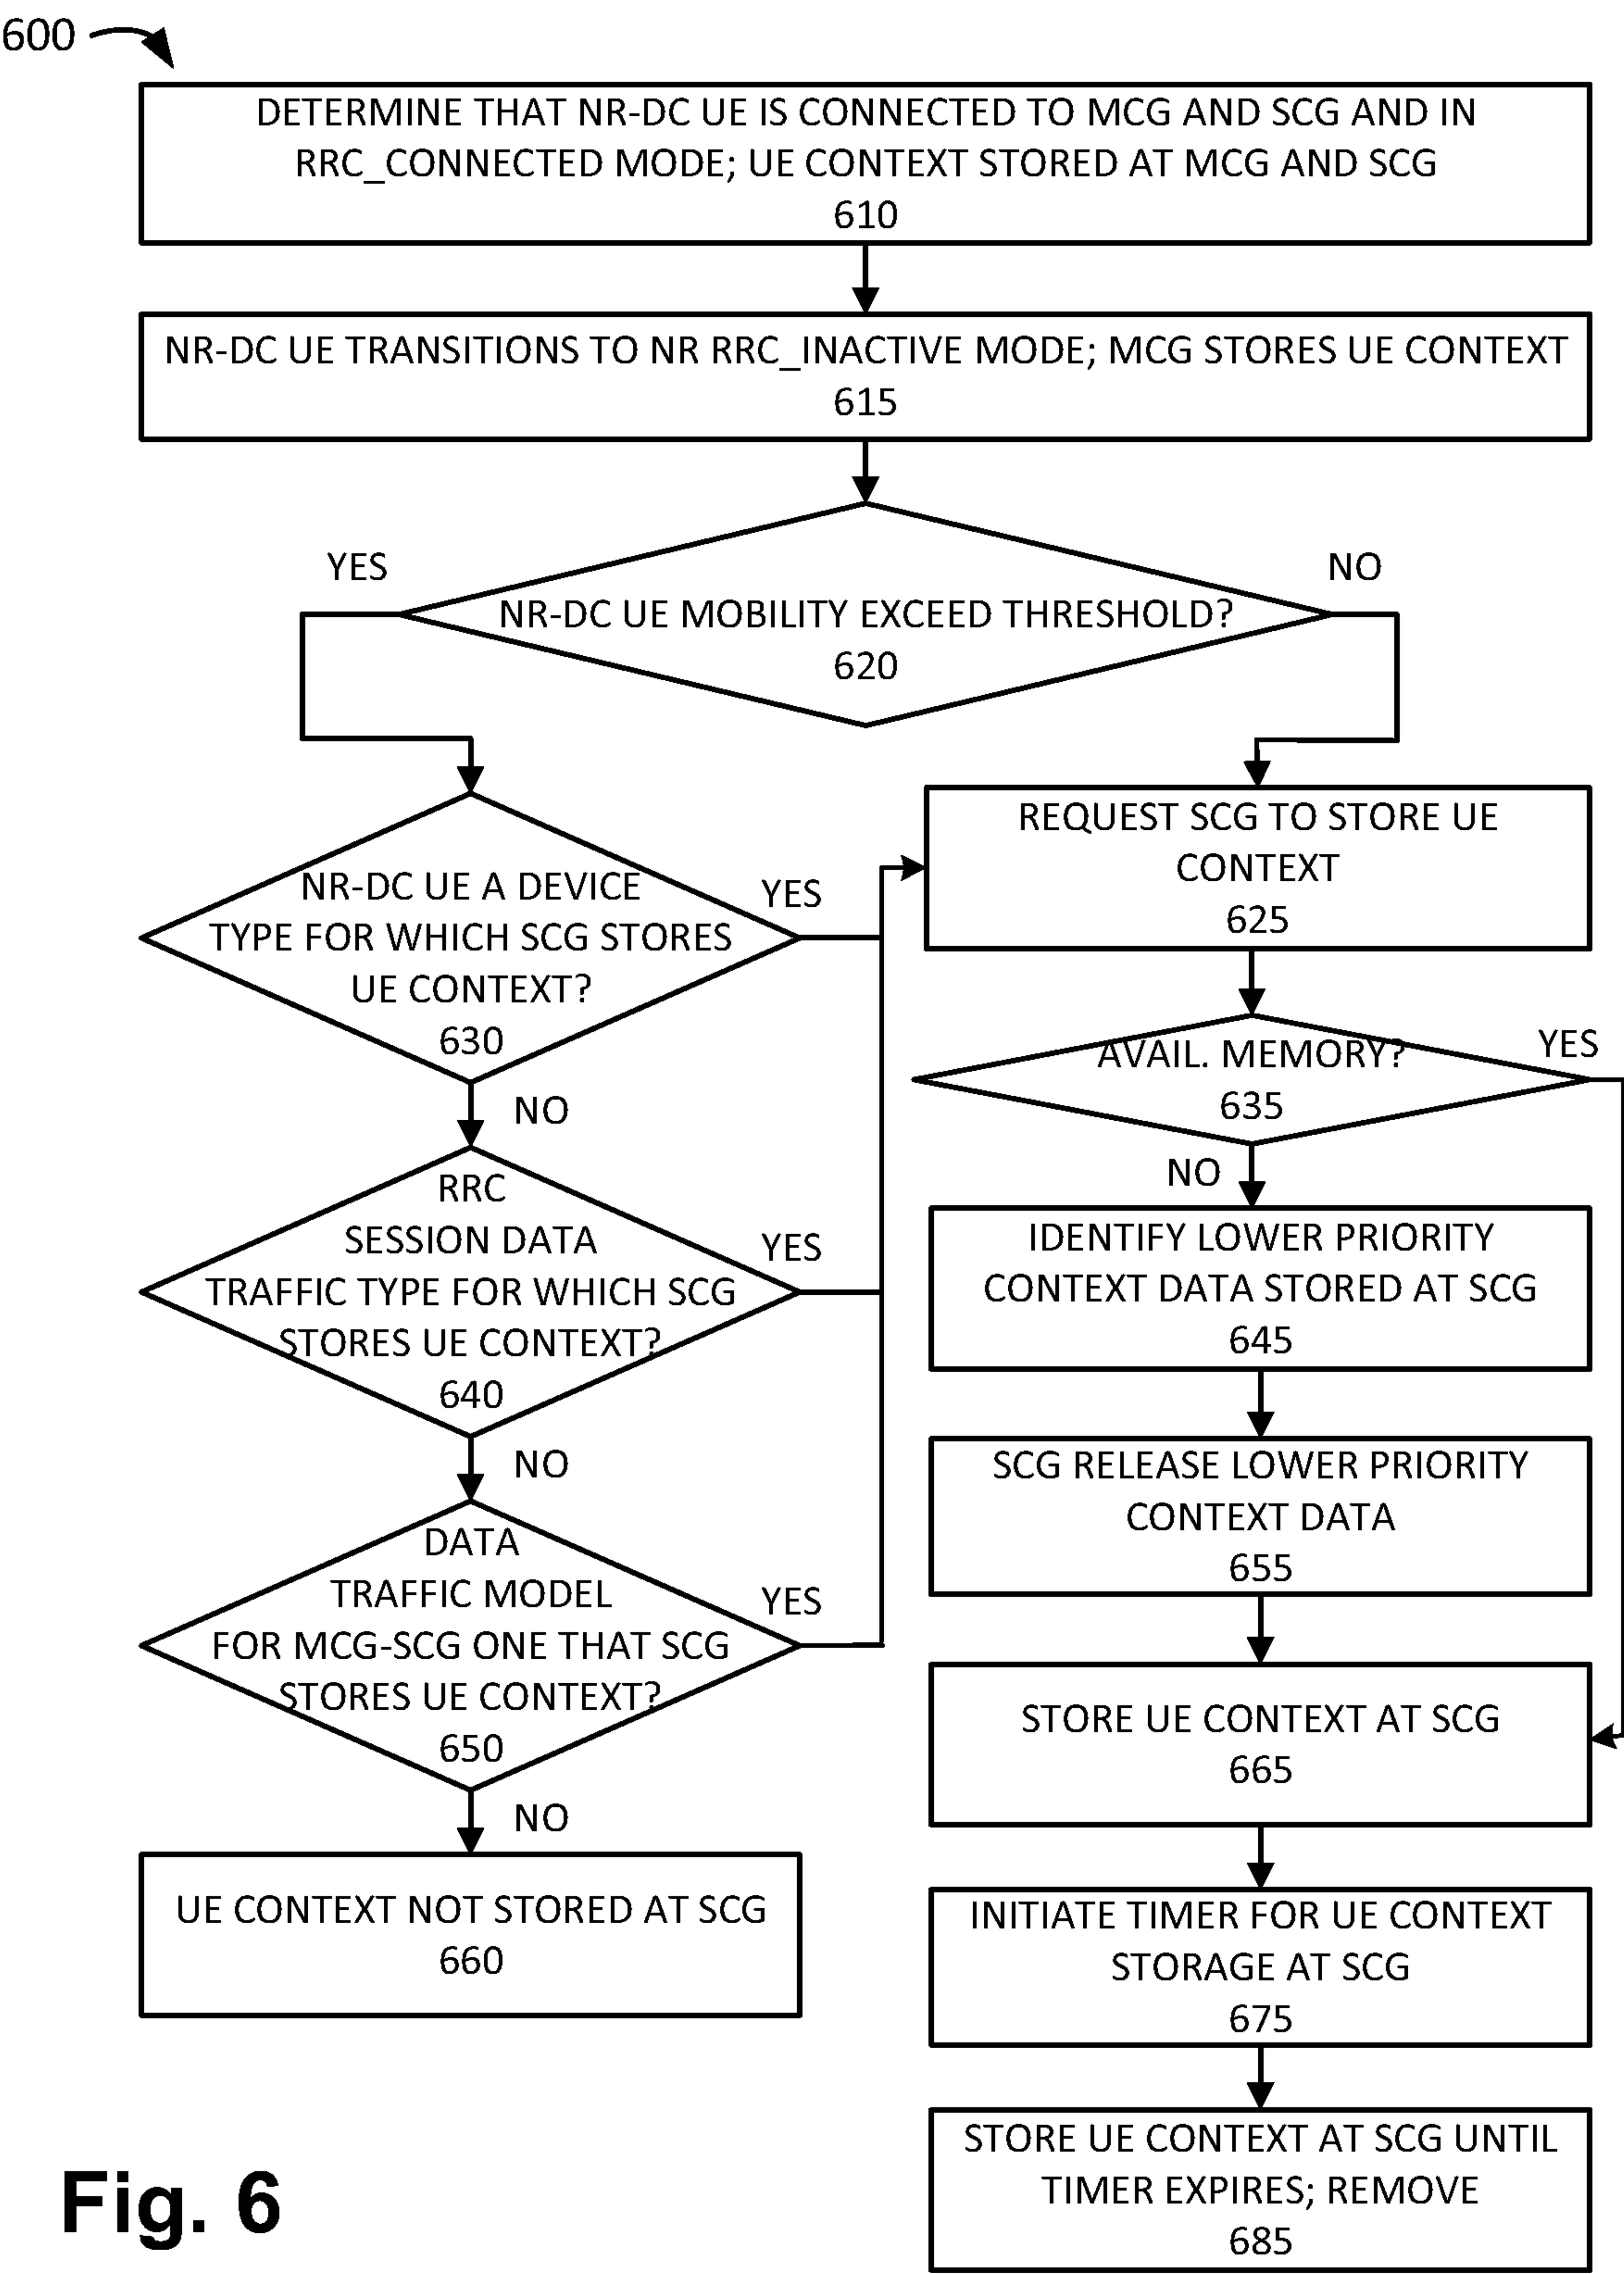 600
DETERMINE THAT NR-DC UE IS CONNECTED TO MCG AND SCG AND IN
RRC_CONNECTED MODE; UE CONTEXT STORED AT MCG AND SCG
610
NR-DC UE TRANSITIONS TO NR RRC_INACTIVE MODE; MCG STORES UE CONTEXT
615
YES
NO
NR-DC UE MOBILITY EXCEED THRESHOLD?
620
NR-DC UE A DEVICE
TYPE FOR WHICH SCG STORES
UE CONTEXT?
630
YES
NO
RRC
SESSION DATA
TRAFFIC TYPE FOR WHICH SCG
STORES UE CONTEXT?
640
YES
NO
DATA
TRAFFIC MODEL
FOR MCG-SCG ONE THAT SCG
STORES UE CONTEXT?
650
YES
NO
UE CONTEXT NOT STORED AT SCG
660
REQUEST SCG TO STORE UE
CONTEXT
625
AVAIL. MEMORY?
635
YES
NO
IDENTIFY LOWER PRIORITY
CONTEXT DATA STORED AT SCG
645
SCG RELEASE LOWER PRIORITY
CONTEXT DATA
655
STORE UE CONTEXT AT SCG
665
INITIATE TIMER FOR UE CONTEXT
STORAGE AT SCG
675
STORE UE CONTEXT AT SCG UNTIL
TIMER EXPIRES; REMOVE
685
Fig. 6